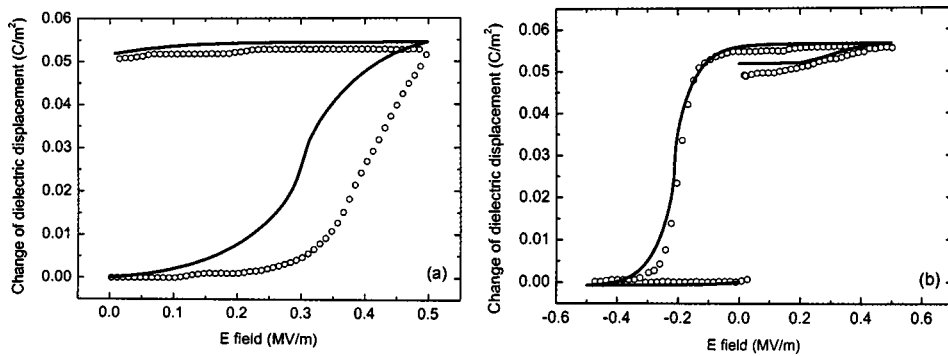 0.06
0.05
0.04
0.03
0.02
0.01
0.00
Change of dielectric displacement (C/m²)
0.0 0.1 0.2 0.3 0.4 0.5
E field (MV/m)
(a)
0.06
0.05
0.04
0.03
0.02
0.01
0.00
Change of dielectric displacement (C/m²)
-0.6 -0.4 -0.2 0.0 0.2 0.4 0.6
E field (MV/m)
(b)